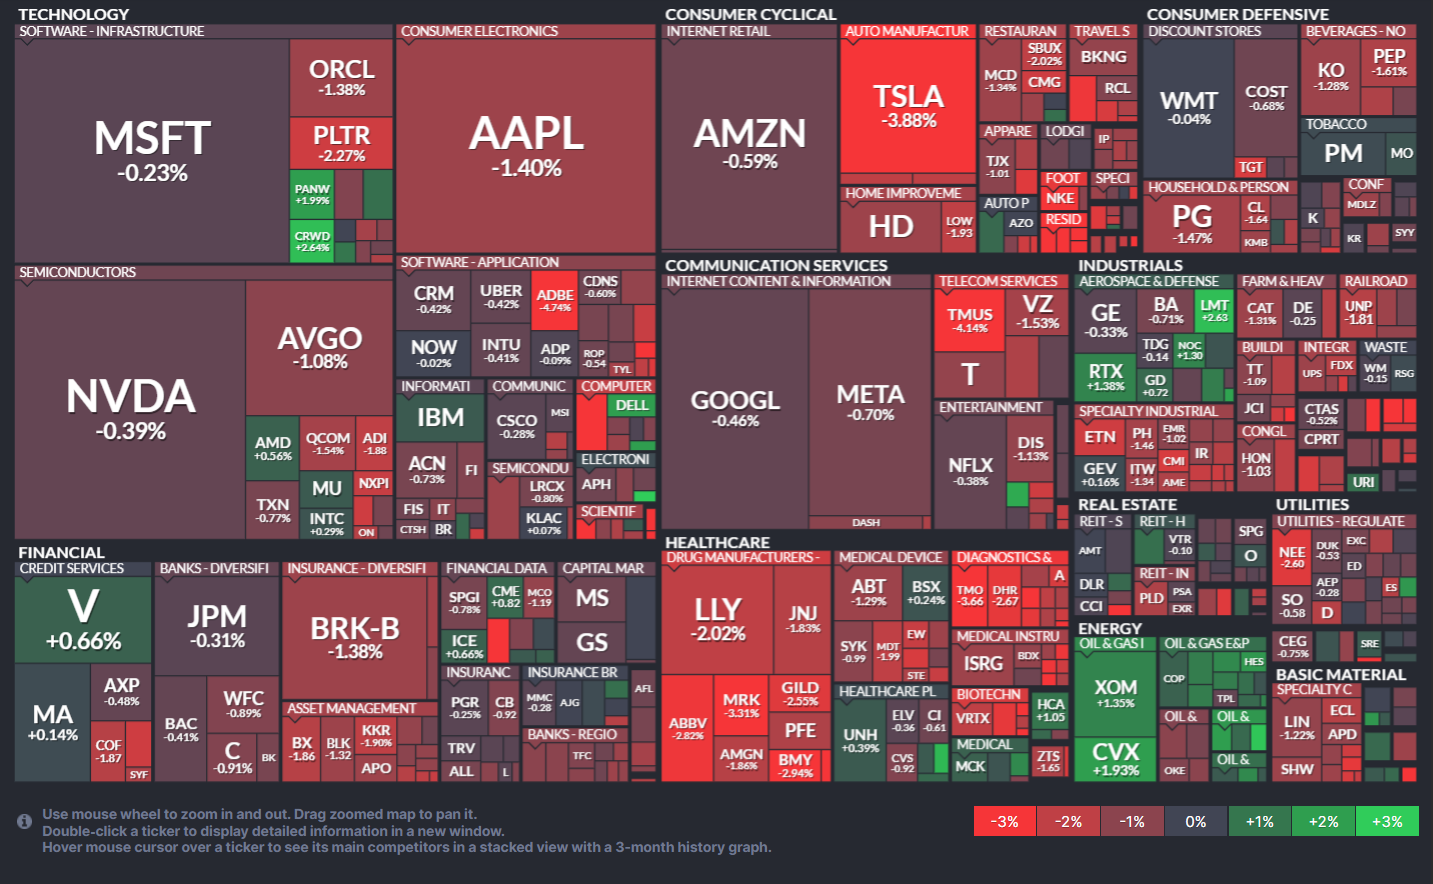 TECHNOLOGY
SOFTWARE - INFRASTRUCTURE
MSFT
-0.23%
ORCL
-1.38%
PLTR
-2.27%
PANW
+1.99%
CRWD
+2.64%
CONSUMER ELECTRONICS
AAPL
-1.40%
SEMICONDUCTORS
NVDA
-0.39%
AVGO
-1.08%
AMD
+0.56%
QCOM
-1.54%
ADI
-1.88
TXN
-0.77%
MU
INTC
+0.29%
NXPI
ON
SOFTWARE - APPLICATION
CRM
-0.42%
UBER
-0.42%
ADBE
-4.74%
CDNS
-0.60%
NOW
-0.02%
INTU
-0.41%
ADP
-0.09%
ROP
-0.54
TYL
INFORMATI
IBM
ACN
-0.73%
FI
FIS
IT
CTSH
BR
COMMUNIC
CSCO
-0.28%
MSI
COMPUTER
DELL
SEMICONDU
LRCX
-0.80%
KLAC
+0.07%
ELECTRONI
APH
SCIENTIF
CONSUMER CYCLICAL
INTERNET RETAIL
AMZN
-0.59%
AUTO MANUFACTUR
TSLA
-3.88%
HOME IMPROVEME
HD
LOW
-1.93
RESTAURAN
MCD
-1.34%
SBUX
-2.02%
CMG
TRAVEL S
BKNG
RCL
APPARE
TJX
-1.01
LODGI
IP
FOOT
NKE
SPECI
AUTO P
AZO
RESID
CONSUMER DEFENSIVE
DISCOUNT STORES
WMT
-0.04%
COST
-0.68%
TGT
BEVERAGES - NO
KO
-1.28%
PEP
-1.61%
TOBACCO
PM
MO
HOUSEHOLD & PERSON
PG
-1.47%
CL
-1.64
KMB
K
CONF
MDLZ
KR
SYY
COMMUNICATION SERVICES
INTERNET CONTENT & INFORMATION
GOOGL
-0.46%
META
-0.70%
DASH
TELECOM SERVICES
TMUS
-4.14%
VZ
-1.53%
T
ENTERTAINMENT
NFLX
-0.38%
DIS
-1.13%
INDUSTRIALS
AEROSPACE & DEFENSE
GE
-0.33%
BA
-0.71%
LMT
+2.63
RTX
+1.38%
TDG
-0.14
NOC
+1.30
GD
+0.72
FARM & HEAV
CAT
-1.31%
DE
-0.25
RAILROAD
UNP
-1.81
BUILDI
TT
-1.09
JCI
INTEGR
UPS
FDX
WASTE
WM
-0.15
RSG
SPECIALTY INDUSTRIAL
ETN
PH
-1.46
EMR
-1.02
GEV
+0.16%
ITW
-1.34
CMI
AME
IR
CONGL
HON
-1.03
CTAS
-0.52%
CPRT
URI
FINANCIAL
CREDIT SERVICES
V
+0.66%
MA
+0.14%
AXP
-0.48%
COF
-1.87
SYF
BANKS - DIVERSIFI
JPM
-0.31%
BAC
-0.41%
WFC
-0.89%
C
-0.91%
BK
INSURANCE - DIVERSIFI
BRK-B
-1.38%
ASSET MANAGEMENT
BX
-1.86
BLK
-1.32
KKR
-1.90%
APO
FINANCIAL DATA
SPGI
-0.78%
CME
+0.82
MCO
-1.19
ICE
+0.66%
CAPITAL MAR
MS
GS
INSURANC
PGR
-0.25%
CB
-0.92
TRV
ALL
L
INSURANCE BR
MMC
-0.28
AJG
AFL
BANKS - REGIO
TFC
HEALTHCARE
DRUG MANUFACTURERS -
LLY
-2.02%
JNJ
-1.83%
ABBV
-2.82%
MRK
-3.31%
GILD
-2.55%
AMGN
-1.86%
PFE
BMY
-2.94%
MEDICAL DEVICE
ABT
-1.29%
BSX
+0.24%
SYK
-0.99
MDT
-1.99
EW
STE
DIAGNOSTICS &
TMO
-3.66
DHR
-2.67
A
MEDICAL INSTRU
ISRG
BDX
HEALTHCARE PL
UNH
+0.39%
ELV
-0.36
CI
-0.61
CVS
-0.92
BIOTECHN
VRTX
HCA
+1.05
MEDICAL
MCK
ZTS
-1.65
REAL ESTATE
REIT - S
AMT
DLR
CCI
REIT - H
VTR
-0.10
REIT - IN
PLD
PSA
EXR
SPG
O
UTILITIES
UTILITIES - REGULATE
NEE
-2.60
DUK
-0.53
EXC
AEP
-0.28
ED
SO
-0.58
D
ES
CEG
-0.75%
SRE
ENERGY
OIL & GAS I
XOM
+1.35%
CVX
+1.93%
OIL & GAS E&P
COP
HES
TPL
OIL &
OKE
OIL &
OIL &
BASIC MATERIAL
SPECIALTY C
LIN
-1.22%
ECL
APD
SHW
Use mouse wheel to zoom in and out. Drag zoomed map to pan it.
Double-click a ticker to display detailed information in a new window.
Hover mouse cursor over a ticker to see its main competitors in a stacked view with a 3-month history graph.
-3% -2% -1% 0% +1% +2% +3%